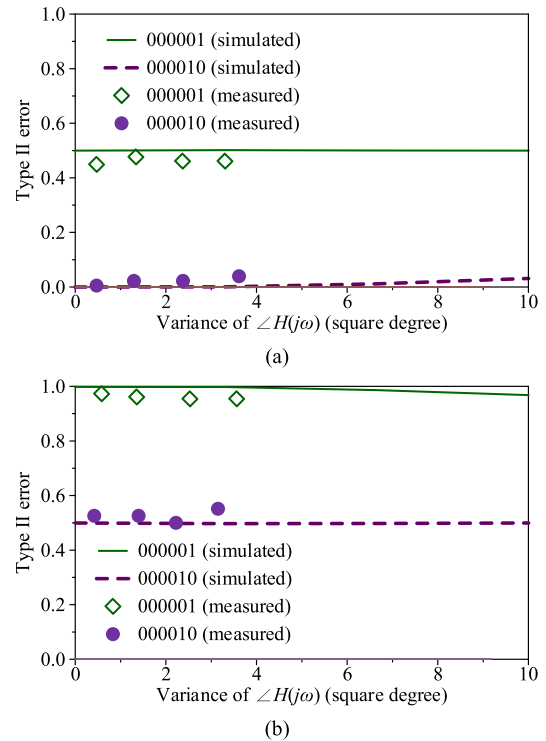 1.0
000001 (simulated)
000010 (simulated)
000001 (measured)
000010 (measured)
0.8
0.6
0.4
0.2
0.0
Type II error
0 2 4 6 8 10
Variance of ∠H(jω) (square degree)
(a)
1.0
0.8
0.6
0.4
0.2
0.0
Type II error
000001 (simulated)
000010 (simulated)
000001 (measured)
000010 (measured)
0 2 4 6 8 10
Variance of ∠H(jω) (square degree)
(b)